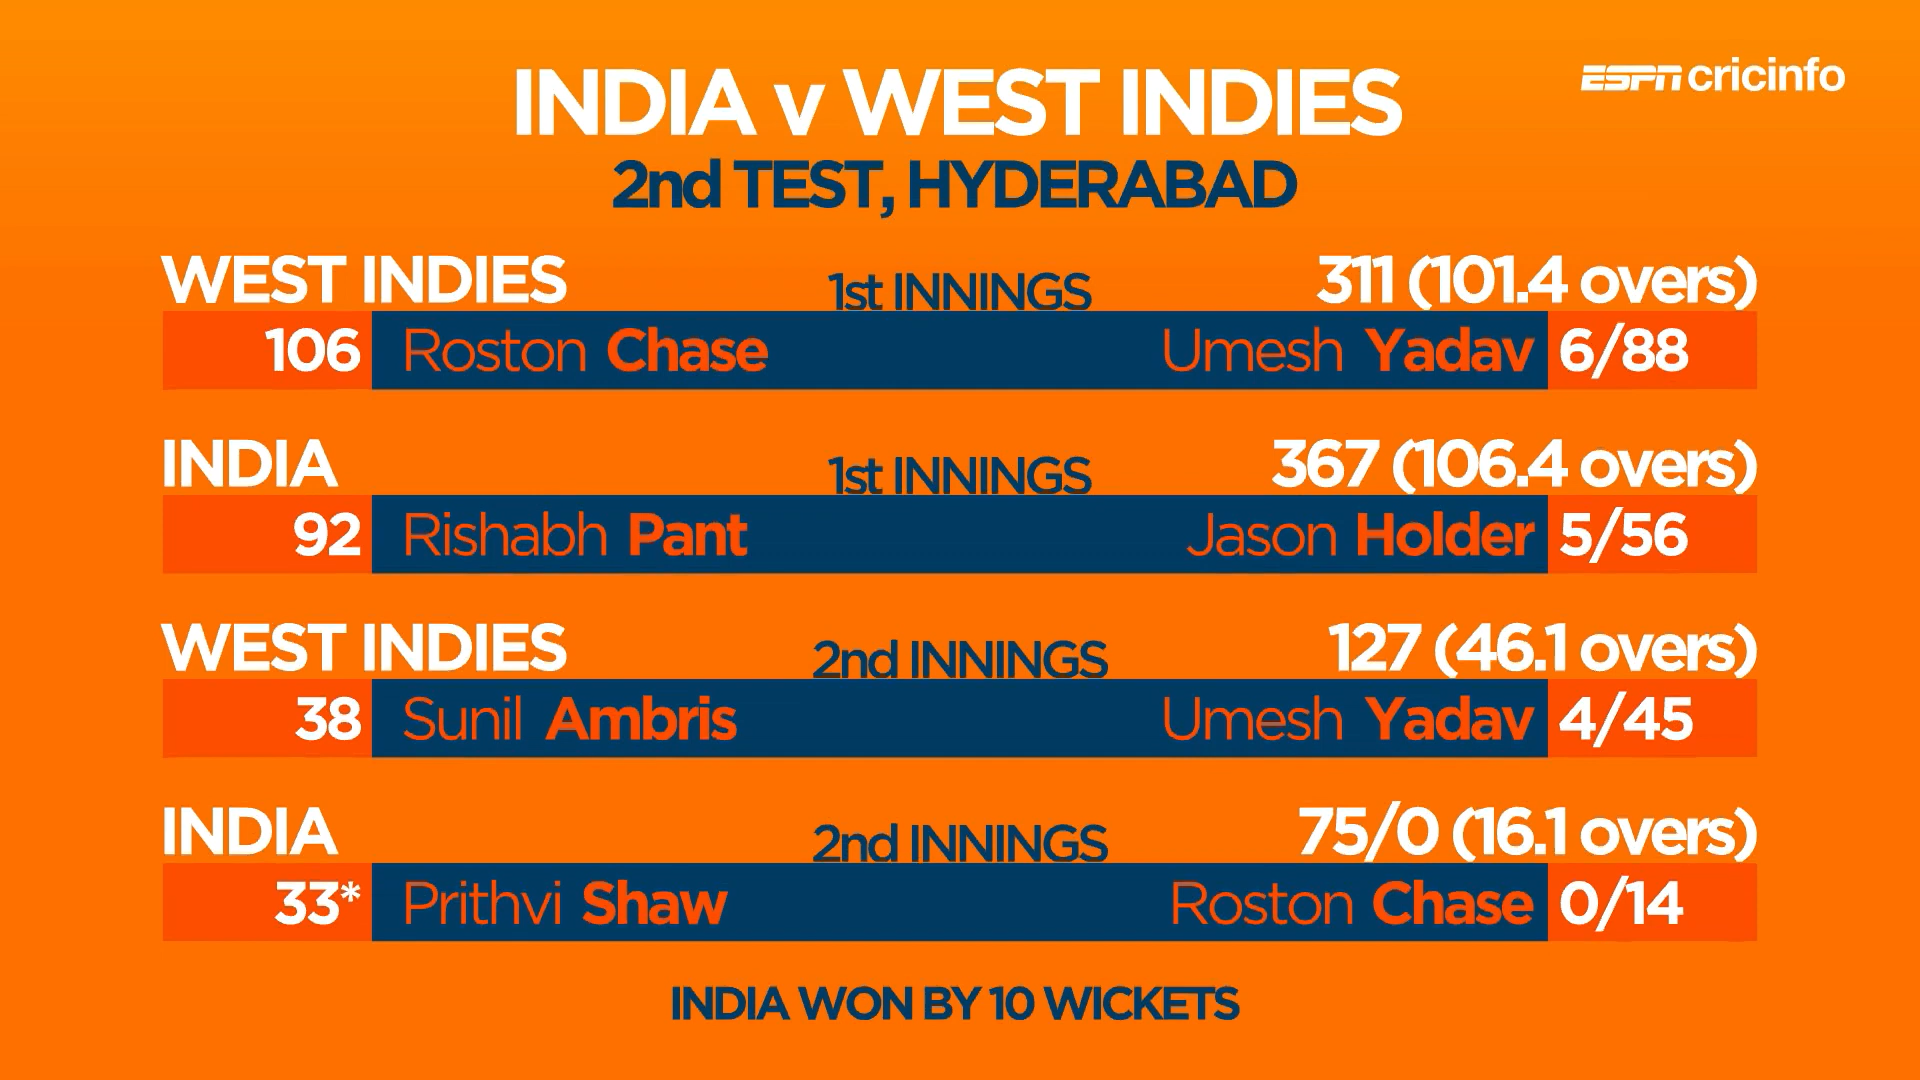 INDIA v WEST INDIES
ESPN cricinfo
2nd TEST, HYDERABAD
WEST INDIES 1st INNINGS 311 (101.4 overs)
106 Roston Chase Umesh Yadav 6/88
INDIA 1st INNINGS 367 (106.4 overs)
92 Rishabh Pant Jason Holder 5/56
WEST INDIES 2nd INNINGS 127 (46.1 overs)
38 Sunil Ambris Umesh Yadav 4/45
INDIA 2nd INNINGS 75/0 (16.1 overs)
33* Prithvi Shaw Roston Chase 0/14
INDIA WON BY 10 WICKETS